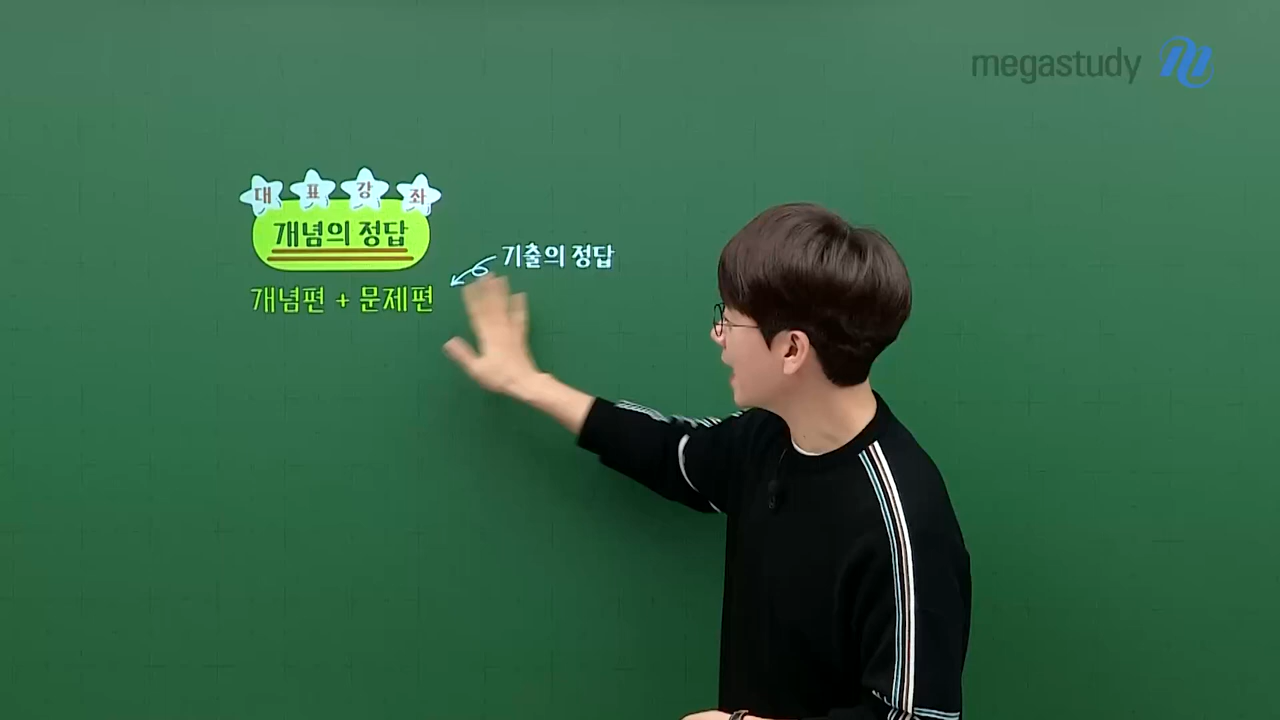 megastudy
대표강좌
개념의 정답
기출의 정답
개념편 + 문제편